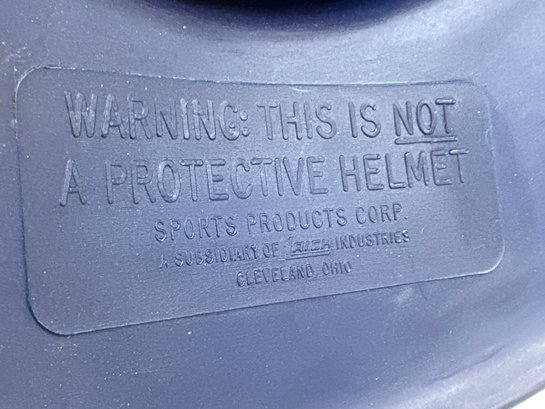 WARNING: THIS IS NOT
A PROTECTIVE HELMET
SPORTS PRODUCTS CORP.
A SUBSIDIARY OF INDUSTRIES
CLEVELAND, OHIO